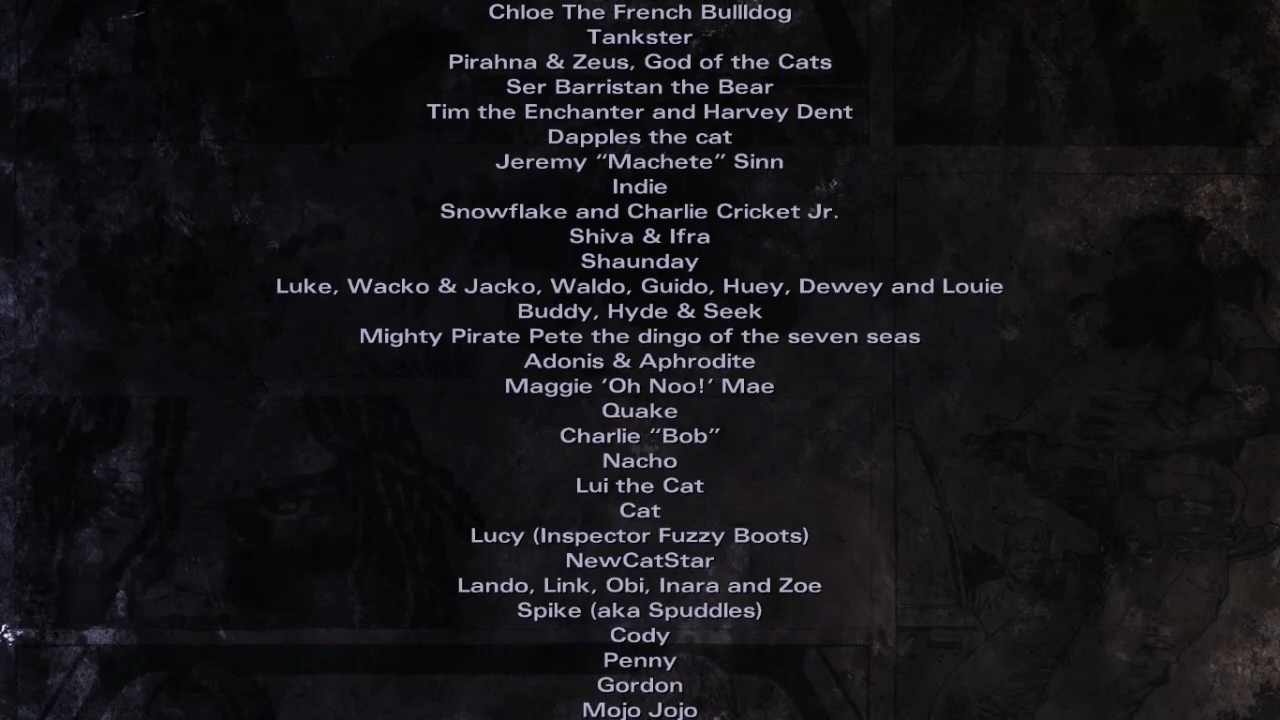 Chloe The French Bullldog
Tankster
Pirahna & Zeus, God of the Cats
Ser Barristan the Bear
Tim the Enchanter and Harvey Dent
Dapples the cat
Jeremy “Machete” Sinn
Indie
Snowflake and Charlie Cricket Jr.
Shiva & Ifra
Shaunday
Luke, Wacko & Jacko, Waldo, Guido, Huey, Dewey and Louie
Buddy, Hyde & Seek
Mighty Pirate Pete the dingo of the seven seas
Adonis & Aphrodite
Maggie ‘Oh Noo!’ Mae
Quake
Charlie “Bob”
Nacho
Lui the Cat
Cat
Lucy (Inspector Fuzzy Boots)
NewCatStar
Lando, Link, Obi, Inara and Zoe
Spike (aka Spuddles)
Cody
Penny
Gordon
Mojo Jojo